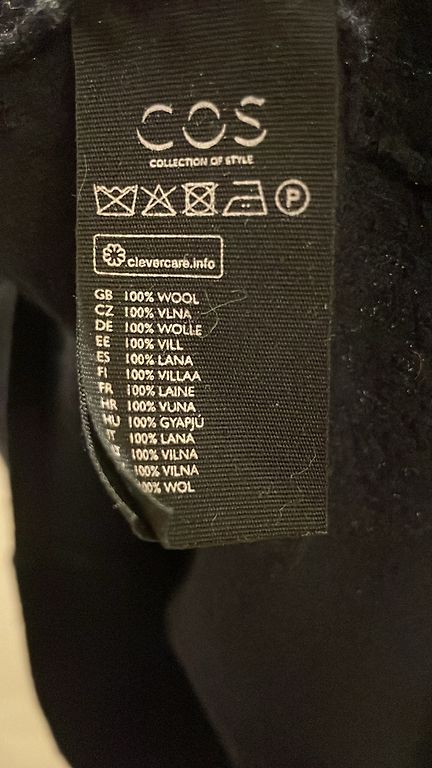 COS
COLLECTION OF STYLE
P
clevercare.info
GB 100% WOOL
CZ 100% VLNA
DE 100% WOLLE
EE 100% VILL
ES 100% LANA
FI 100% VILLAA
FR 100% LAINE
HR 100% VUNA
HU 100% GYAPJÚ
100% LANA
100% VILNA
100% VILNA
100% WOL